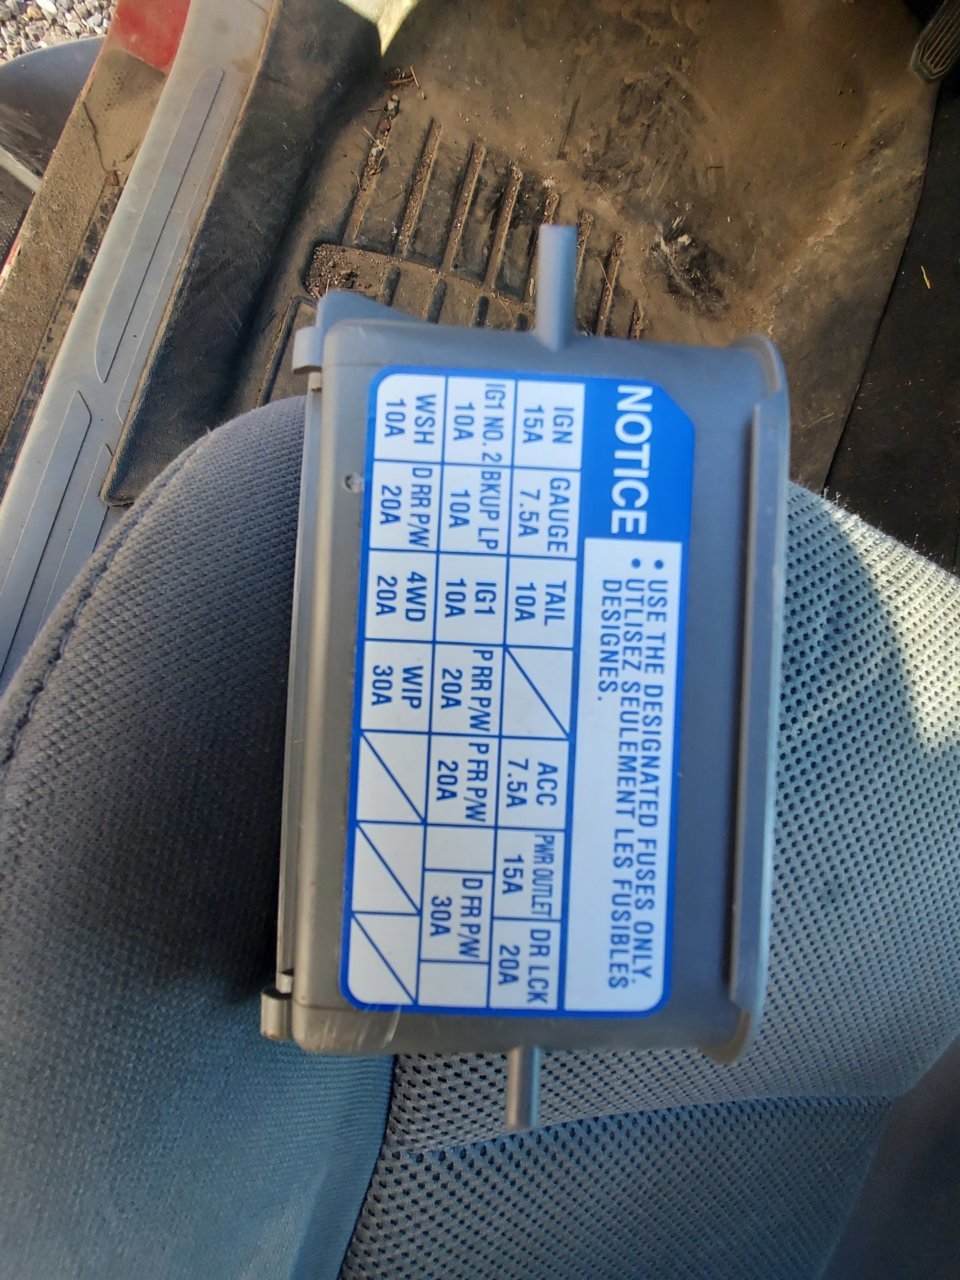 NOTICE
• USE THE DESIGNATED FUSES ONLY.
• UTLISEZ SEULEMENT LES FUSIBLES
DESIGNES.
IGN GAUGE TAIL ACC PWR OUTLET DR LCK
15A 7.5A 10A 7.5A 15A 20A
IG1 NO. 2 BKUP LP IG1 P RR P/W P FR P/W D FR P/W
10A 10A 10A 20A 20A 30A
WSH D RR P/W 4WD WIP
10A 20A 20A 30A